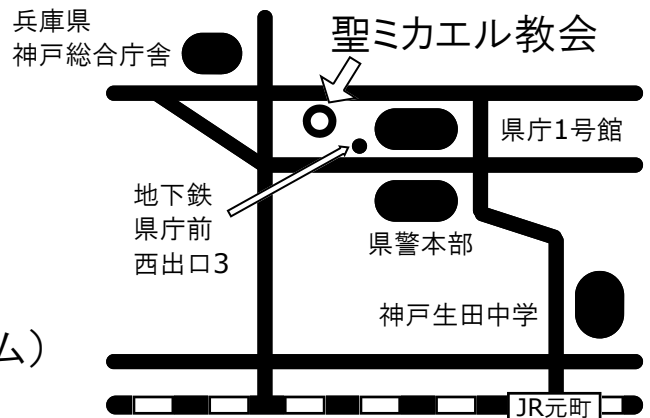 兵庫県
神戸総合庁舎
聖ミカエル教会
県庁1号館
地下鉄
県庁前
西出口3
県警本部
神戸生田中学
ム）
JR元町